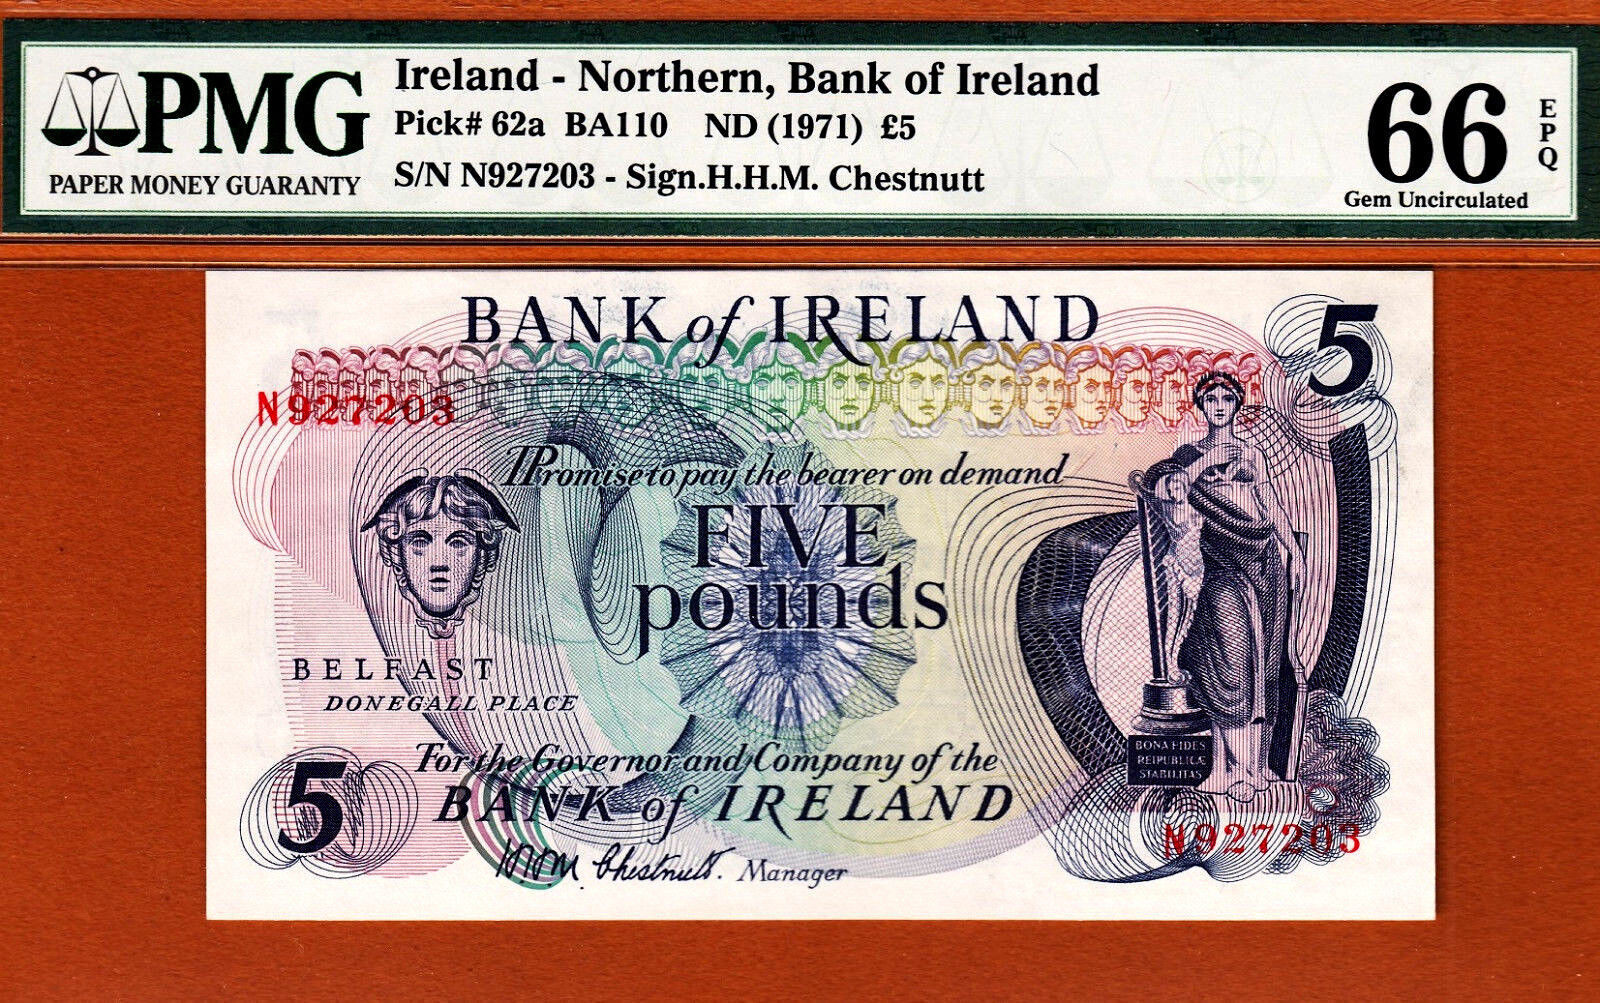 PMG
PAPER MONEY GUARANTY
Ireland - Northern, Bank of Ireland
Pick# 62a BA110 ND (1971) £5
S/N N927203 - Sign.H.H.M. Chestnutt
66
EPQ
Gem Uncirculated
BANK of IRELAND
5
N927203
I Promise to pay the bearer on demand
FIVE
pounds
BELFAST
DONEGALL PLACE
For the Governor and Company of the
BANK of IRELAND
5
H.H.M. Chestnutt. Manager
BONA FIDES
REIPUBLICÆ
STABILITAS
N927203